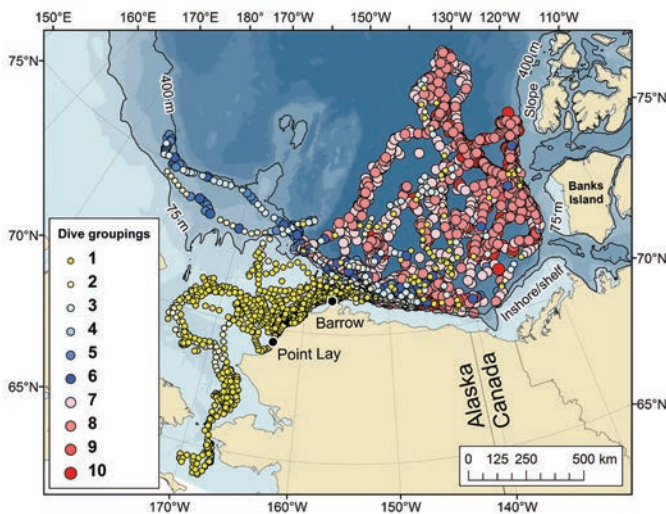 150°E 160°E 170°E 180° 170°W 150°W 130°W 120°W 110°W
75°N
400 m
400 m
Slope
75°N
Banks
Island
75 m
75 m
Dive groupings
1
2
3
4
5
6
7
8
9
10
70°N
70°N
Inshore/shelf
Barrow
Point Lay
Alaska
Canada
65°N
65°N
0 125 250 500 km
170°W 160°W 150°W 140°W